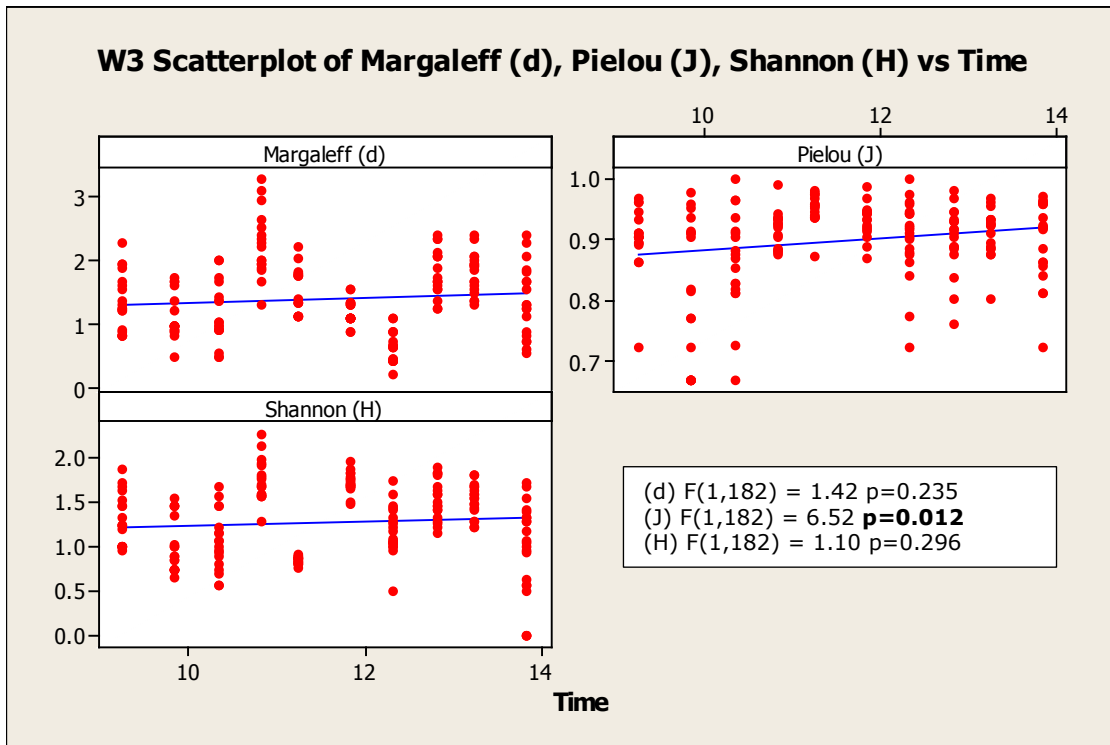 W3 Scatterplot of Margaleff (d), Pielou (J), Shannon (H) vs Time
10 12 14
Margaleff (d)
3
2
1
0
Pielou (J)
1.0
0.9
0.8
0.7
Shannon (H)
2.0
1.5
1.0
0.5
0.0
10 12 14
(d) F(1,182) = 1.42 p=0.235
(J) F(1,182) = 6.52 p=0.012
(H) F(1,182) = 1.10 p=0.296
Time